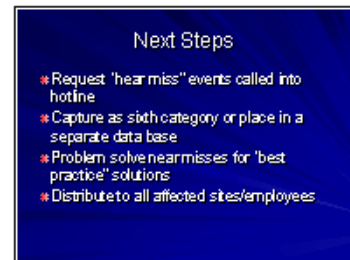 Next Steps
* Request "near miss" events called into
hotline
* Capture as sixth category or place in a
separate data base
* Problem solve near misses for "best
practice" solutions
* Distribute to all affected sites/employees